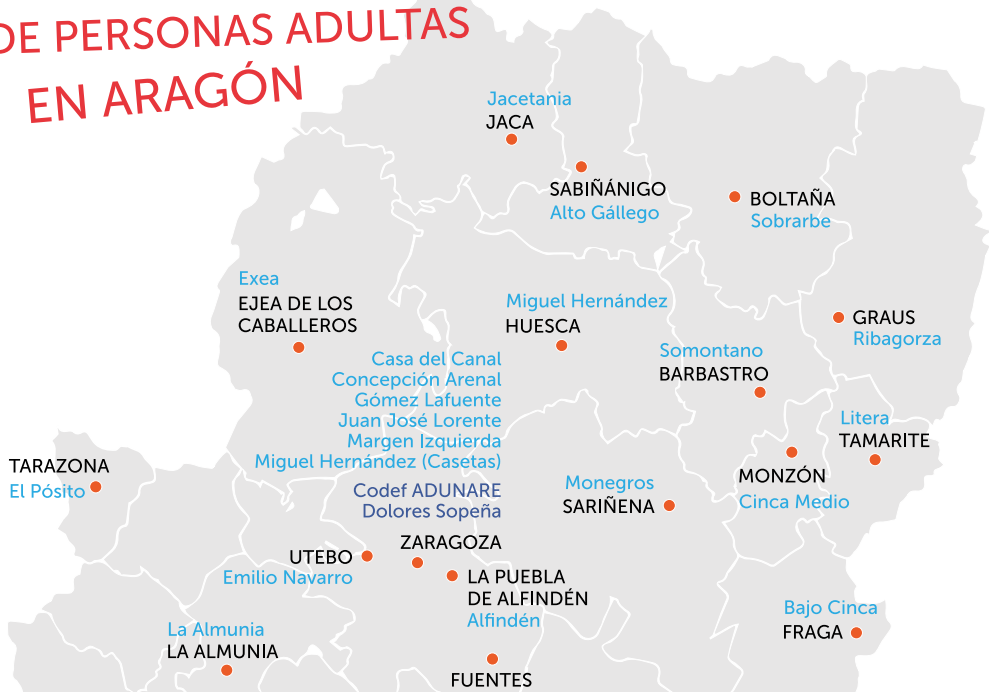 DE PERSONAS ADULTAS
EN ARAGÓN
Jacetania
JACA
SABIÑÁNIGO
Alto Gállego
BOLTAÑA
Sobrarbe
Exea
EJEA DE LOS
CABALLEROS
Miguel Hernández
HUESCA
GRAUS
Ribagorza
Somontano
BARBASTRO
Casa del Canal
Concepción Arenal
Gómez Lafuente
Juan José Lorente
Margen Izquierda
Miguel Hernández (Casetas)
Codef ADUNARE
Dolores Sopeña
ZARAGOZA
Litera
TAMARITE
TARAZONA
El Pósito
MONZÓN
Cinca Medio
Monegros
SARIÑENA
UTEBO
Emilio Navarro
LA PUEBLA
DE ALFINDÉN
Alfindén
Bajo Cinca
FRAGA
La Almunia
LA ALMUNIA
FUENTES